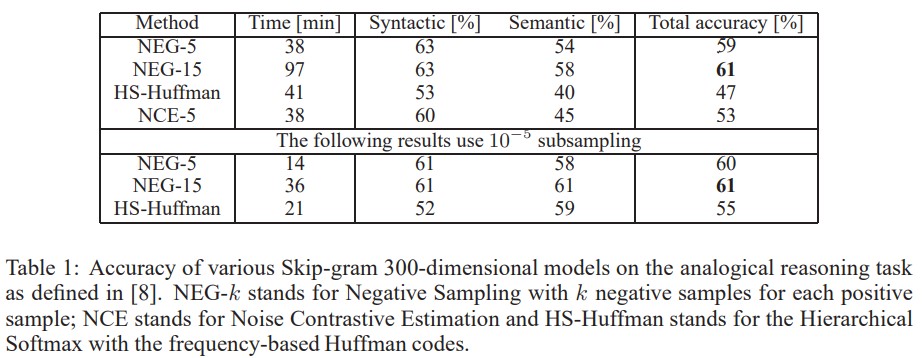 Method Time [min] Syntactic [%] Semantic [%] Total accuracy [%]
NEG-5 38 63 54 59
NEG-15 97 63 58 61
HS-Huffman 41 53 40 47
NCE-5 38 60 45 53
The following results use 10⁻⁵ subsampling
NEG-5 14 61 58 60
NEG-15 36 61 61 61
HS-Huffman 21 52 59 55
Table 1: Accuracy of various Skip-gram 300-dimensional models on the analogical reasoning task
as defined in [8]. NEG-k stands for Negative Sampling with k negative samples for each positive
sample; NCE stands for Noise Contrastive Estimation and HS-Huffman stands for the Hierarchical
Softmax with the frequency-based Huffman codes.